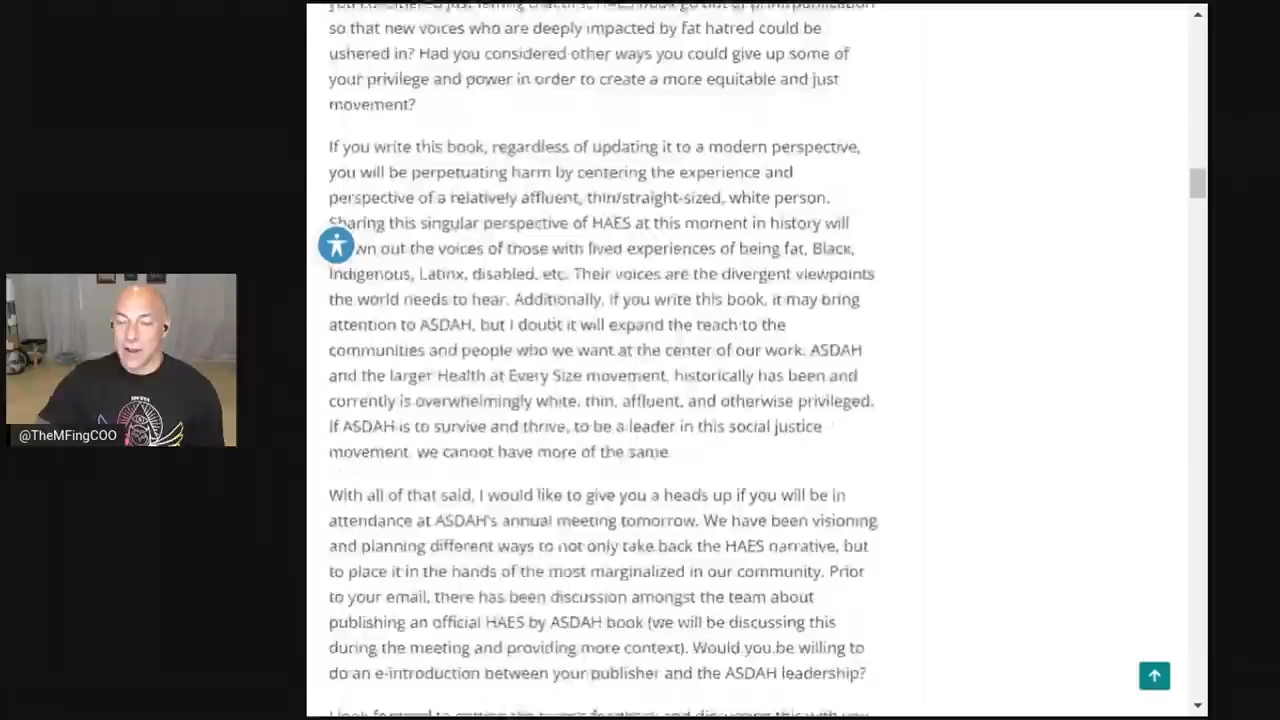 so that new voices who are deeply impacted by fat hatred could be
ushered in? Had you considered other ways you could give up some of
your privilege and power in order to create a more equitable and just
movement?
If you write this book, regardless of updating it to a modern perspective,
you will be perpetuating harm by centering the experience and
perspective of a relatively affluent, thin/straight-sized, white person.
Sharing this singular perspective of HAES at this moment in history will
wn out the voices of those with lived experiences of being fat, Black,
Indigenous, Latinx, disabled, etc. Their voices are the divergent viewpoints
the world needs to hear. Additionally, if you write this book, it may bring
attention to ASDAH, but I doubt it will expand the reach to the
communities and people who we want at the center of our work. ASDAH
and the larger Health at Every Size movement, historically has been and
currently is overwhelmingly white, thin, affluent, and otherwise privileged.
If ASDAH is to survive and thrive, to be a leader in this social justice
movement, we cannot have more of the same.
With all of that said, I would like to give you a heads up if you will be in
attendance at ASDAH's annual meeting tomorrow. We have been visioning
and planning different ways to not only take back the HAES narrative, but
to place it in the hands of the most marginalized in our community. Prior
to your email, there has been discussion amongst the team about
publishing an official HAES by ASDAH book (we will be discussing this
during the meeting and providing more context). Would you be willing to
do an e-introduction between your publisher and the ASDAH leadership?
@TheMFingCOO